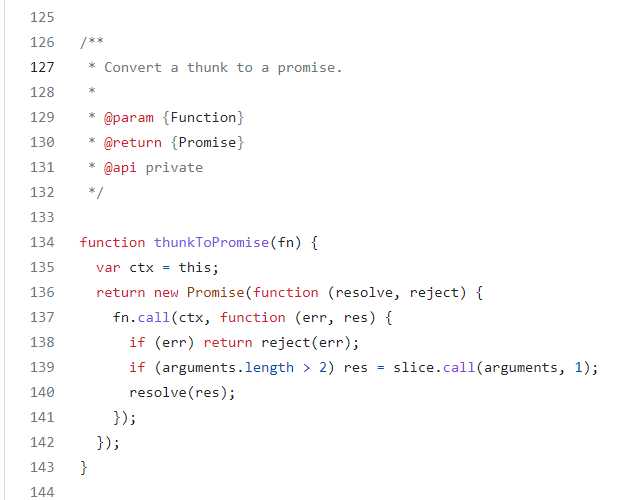 125
126 /**
127  * Convert a thunk to a promise.
128  *
129  * @param {Function}
130  * @return {Promise}
131  * @api private
132  */
133
134 function thunkToPromise(fn) {
135   var ctx = this;
136   return new Promise(function (resolve, reject) {
137     fn.call(ctx, function (err, res) {
138       if (err) return reject(err);
139       if (arguments.length > 2) res = slice.call(arguments, 1);
140       resolve(res);
141     });
142   });
143 }
144